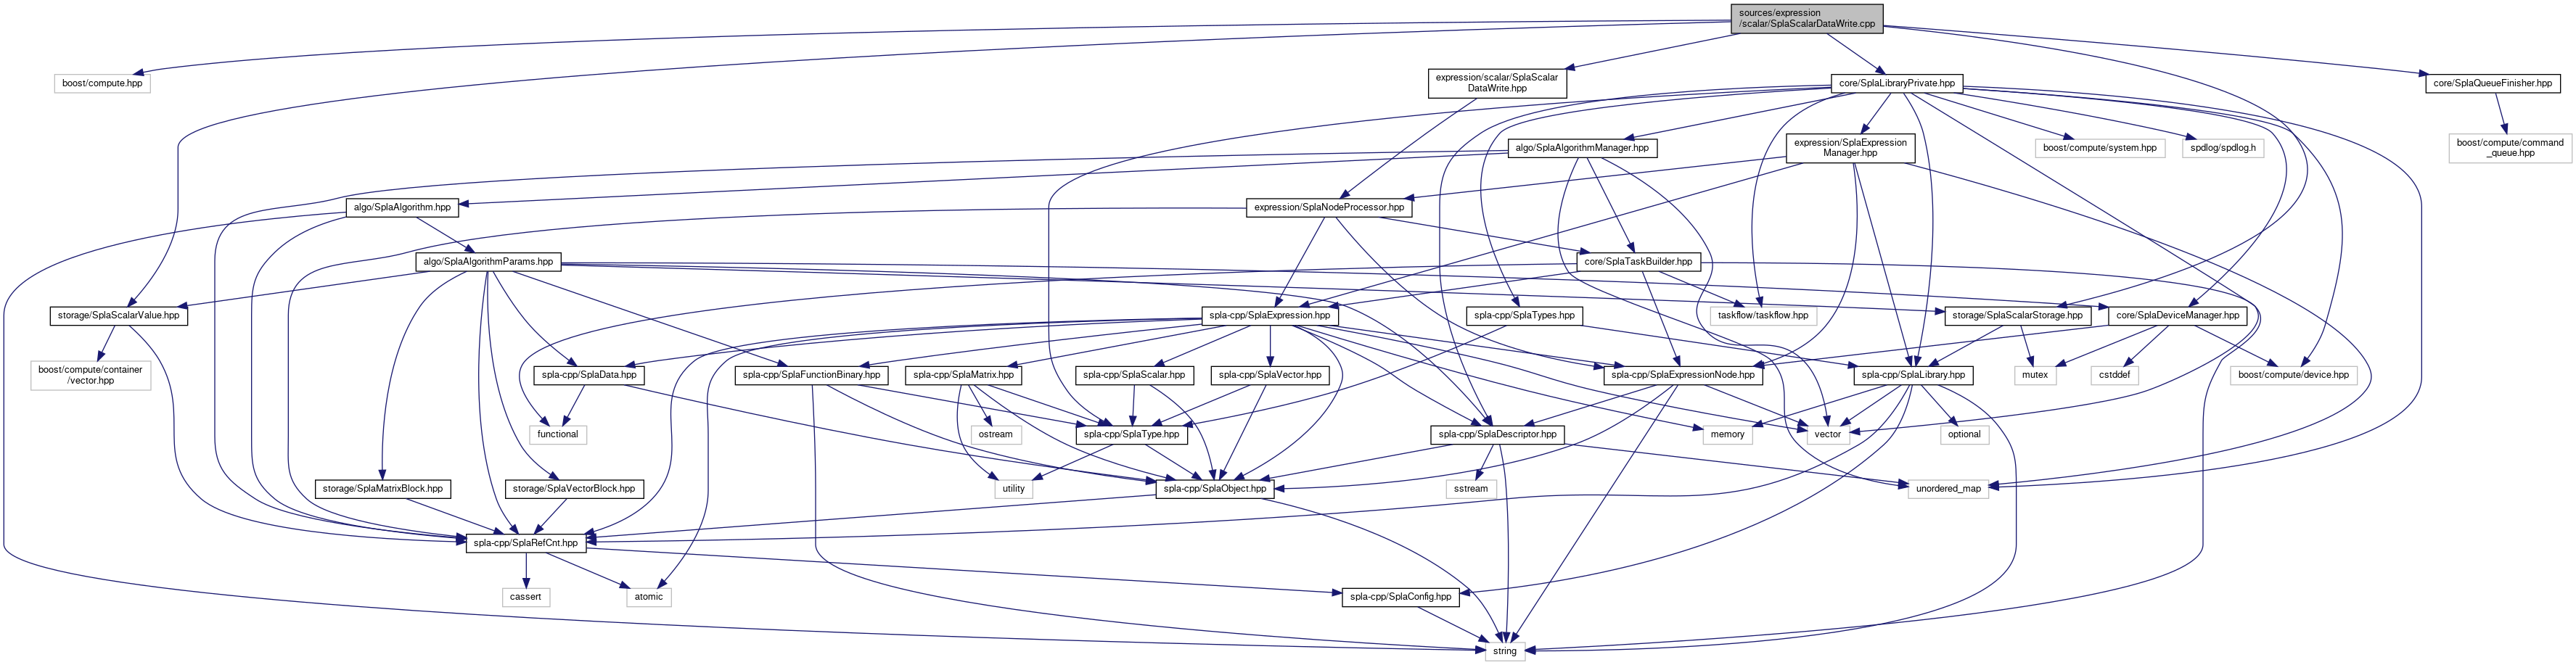 sources/expression
/scalar/SplaScalarDataWrite.cpp
boost/compute.hpp
expression/scalar/SplaScalar
DataWrite.hpp
core/SplaLibraryPrivate.hpp
core/SplaQueueFinisher.hpp
algo/SplaAlgorithmManager.hpp
expression/SplaExpression
Manager.hpp
boost/compute/system.hpp
spdlog/spdlog.h
boost/compute/command
_queue.hpp
algo/SplaAlgorithm.hpp
expression/SplaNodeProcessor.hpp
algo/SplaAlgorithmParams.hpp
core/SplaTaskBuilder.hpp
storage/SplaScalarValue.hpp
spla-cpp/SplaExpression.hpp
spla-cpp/SplaTypes.hpp
taskflow/taskflow.hpp
storage/SplaScalarStorage.hpp
core/SplaDeviceManager.hpp
boost/compute/container
/vector.hpp
spla-cpp/SplaData.hpp
spla-cpp/SplaFunctionBinary.hpp
spla-cpp/SplaMatrix.hpp
spla-cpp/SplaScalar.hpp
spla-cpp/SplaVector.hpp
spla-cpp/SplaExpressionNode.hpp
spla-cpp/SplaLibrary.hpp
mutex
cstddef
boost/compute/device.hpp
functional
ostream
spla-cpp/SplaType.hpp
spla-cpp/SplaDescriptor.hpp
memory
vector
optional
storage/SplaMatrixBlock.hpp
storage/SplaVectorBlock.hpp
utility
spla-cpp/SplaObject.hpp
sstream
unordered_map
spla-cpp/SplaRefCnt.hpp
cassert
atomic
spla-cpp/SplaConfig.hpp
string